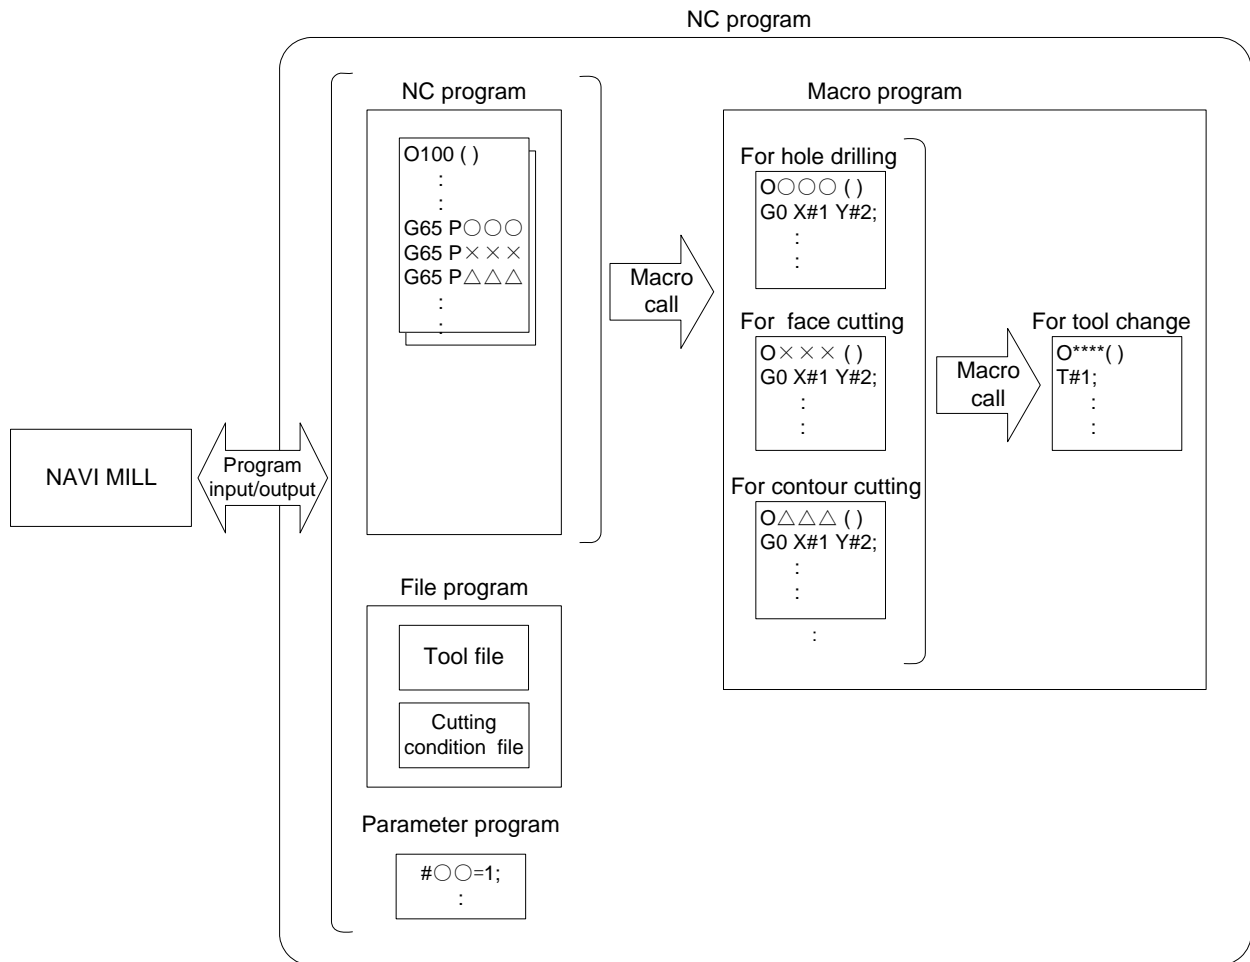 NC program
NC program
O100 ( )
:
:
G65 P○○○
G65 P×××
G65 P△△△
:
:
Macro
call
Macro program
For hole drilling
O○○○ ( )
G0 X#1 Y#2;
:
:
For face cutting
O××× ( )
G0 X#1 Y#2;
:
:
For contour cutting
O△△△ ( )
G0 X#1 Y#2;
:
:
:
Macro
call
For tool change
O****( )
T#1;
:
:
NAVI MILL
Program
input/output
File program
Tool file
Cutting
condition file
Parameter program
#○○=1;
: